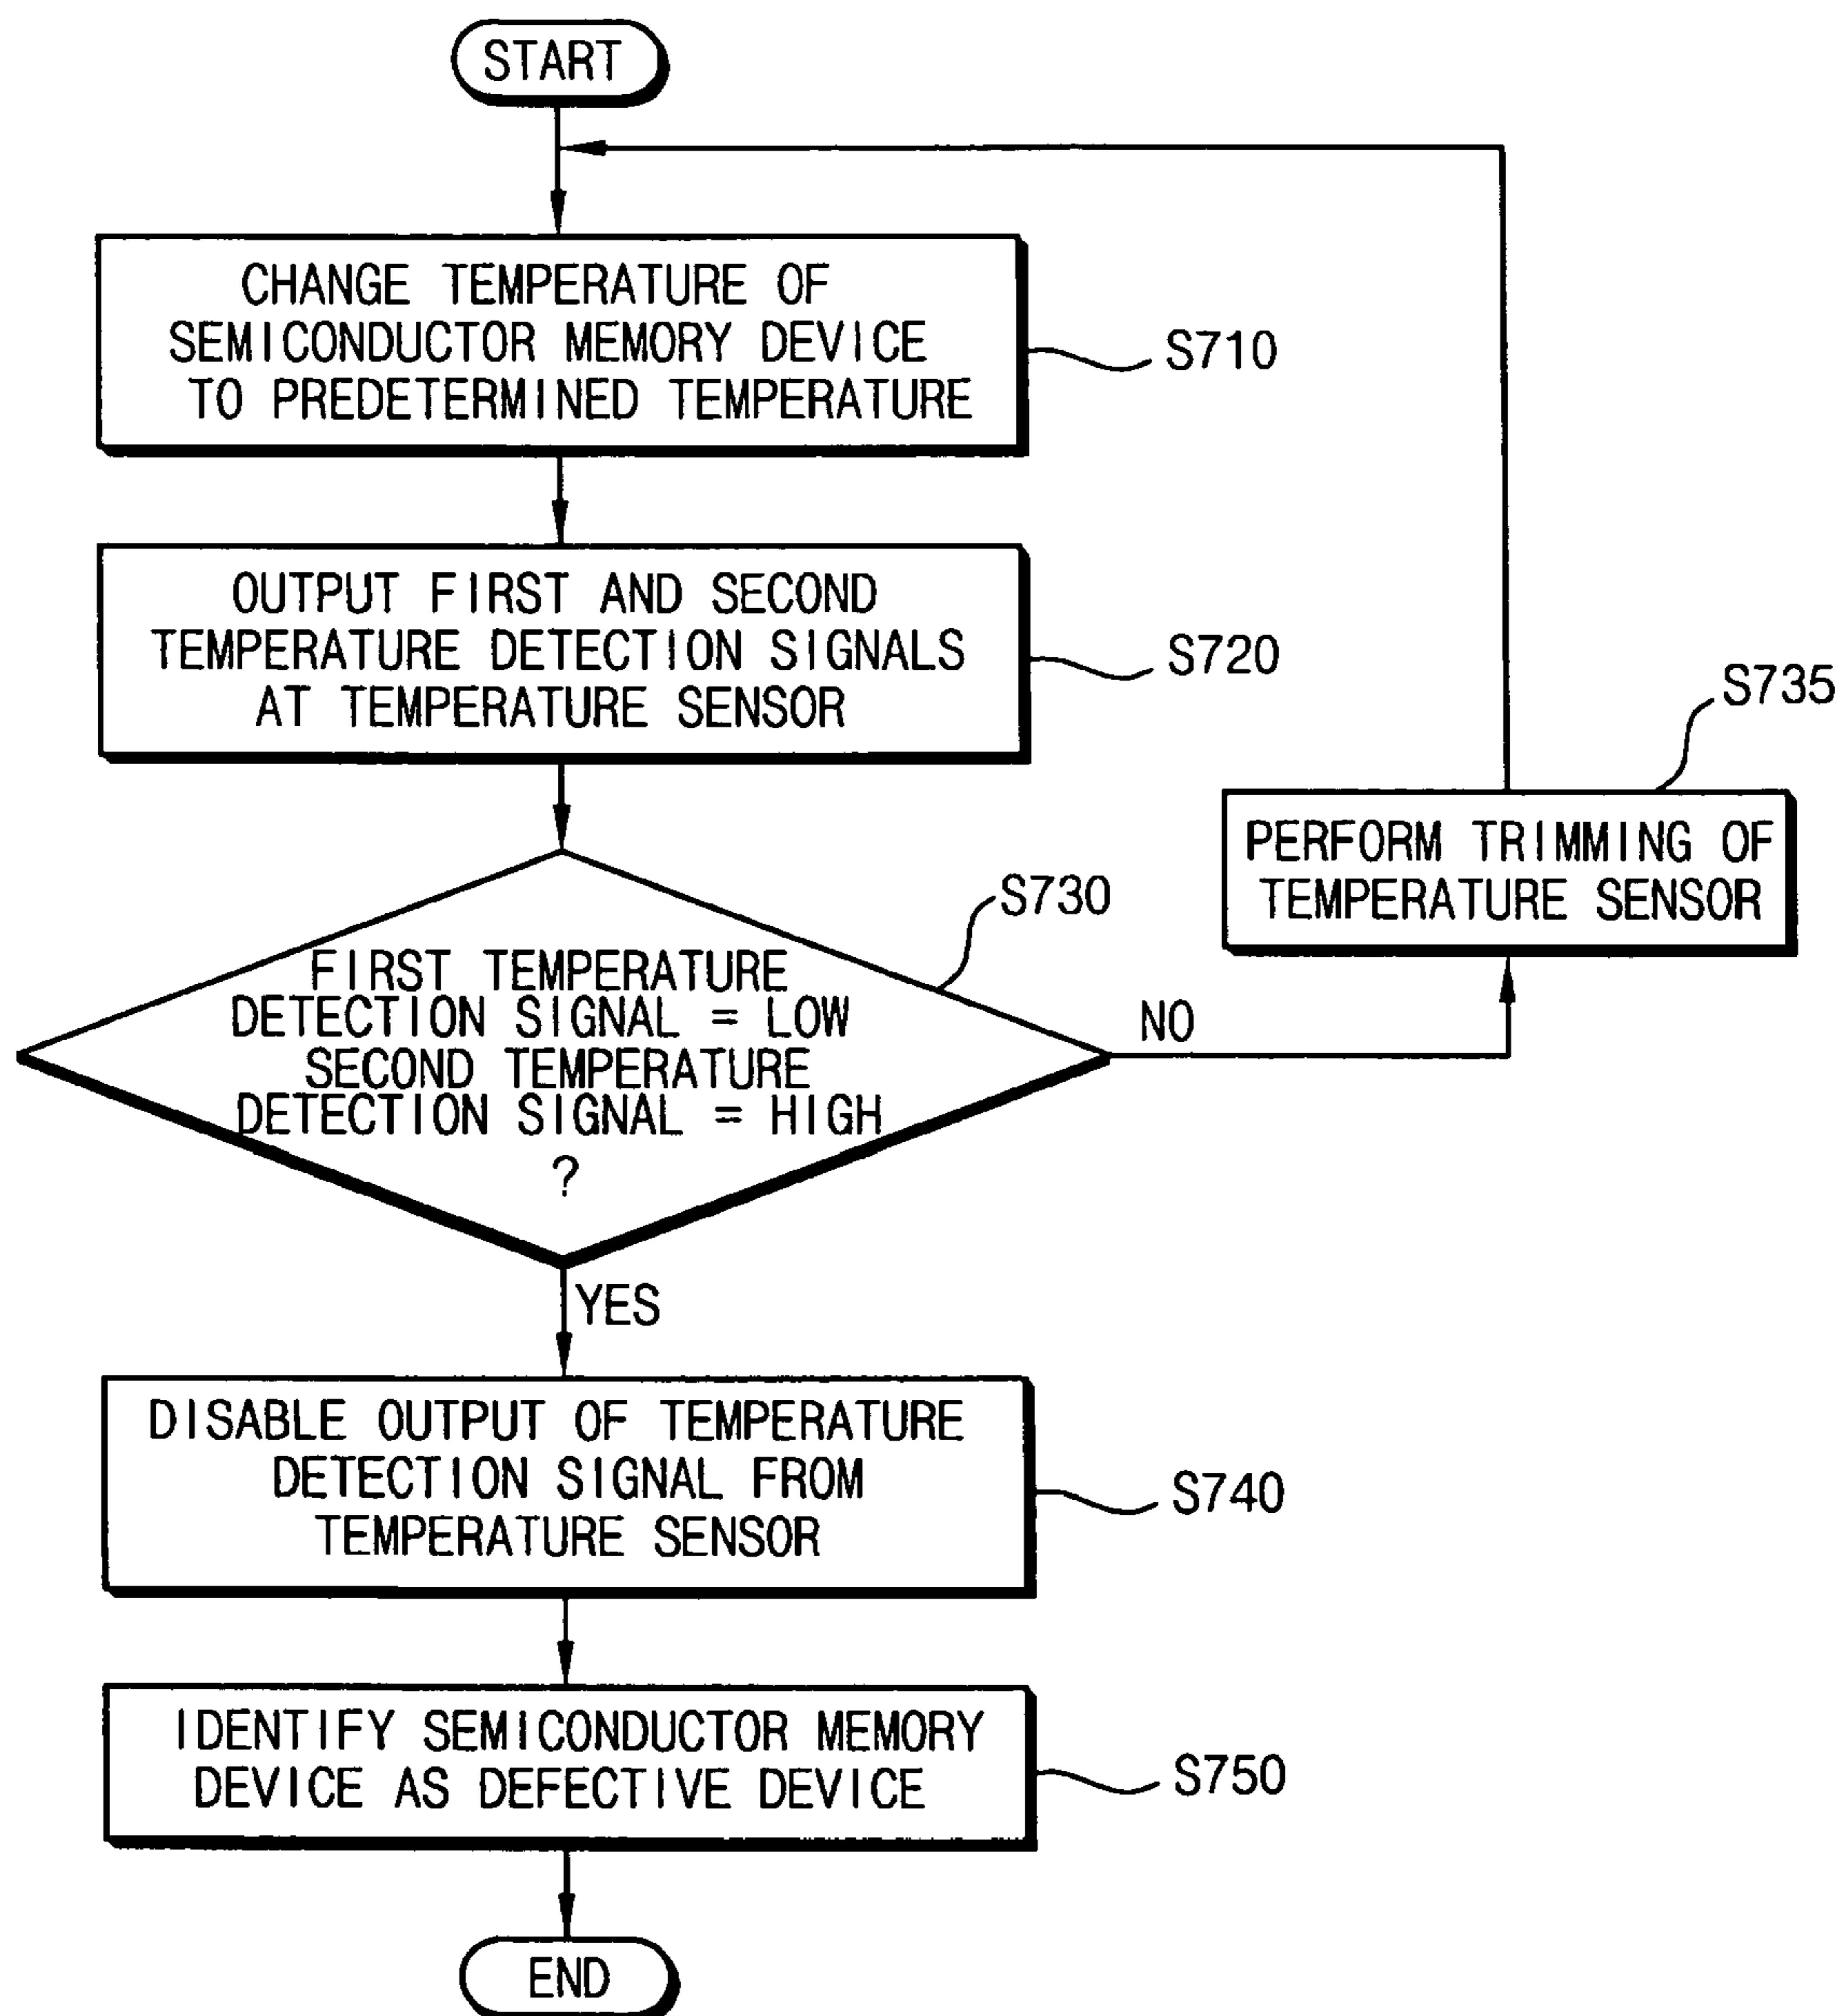 START
CHANGE TEMPERATURE OF
SEMICONDUCTOR MEMORY DEVICE
TO PREDETERMINED TEMPERATURE
S710
OUTPUT FIRST AND SECOND
TEMPERATURE DETECTION SIGNALS
AT TEMPERATURE SENSOR
S720
S735
PERFORM TRIMMING OF
TEMPERATURE SENSOR
S730
FIRST TEMPERATURE
DETECTION SIGNAL = LOW
SECOND TEMPERATURE
DETECTION SIGNAL = HIGH
?
NO
YES
DISABLE OUTPUT OF TEMPERATURE
DETECTION SIGNAL FROM
TEMPERATURE SENSOR
S740
IDENTIFY SEMICONDUCTOR MEMORY
DEVICE AS DEFECTIVE DEVICE
S750
END